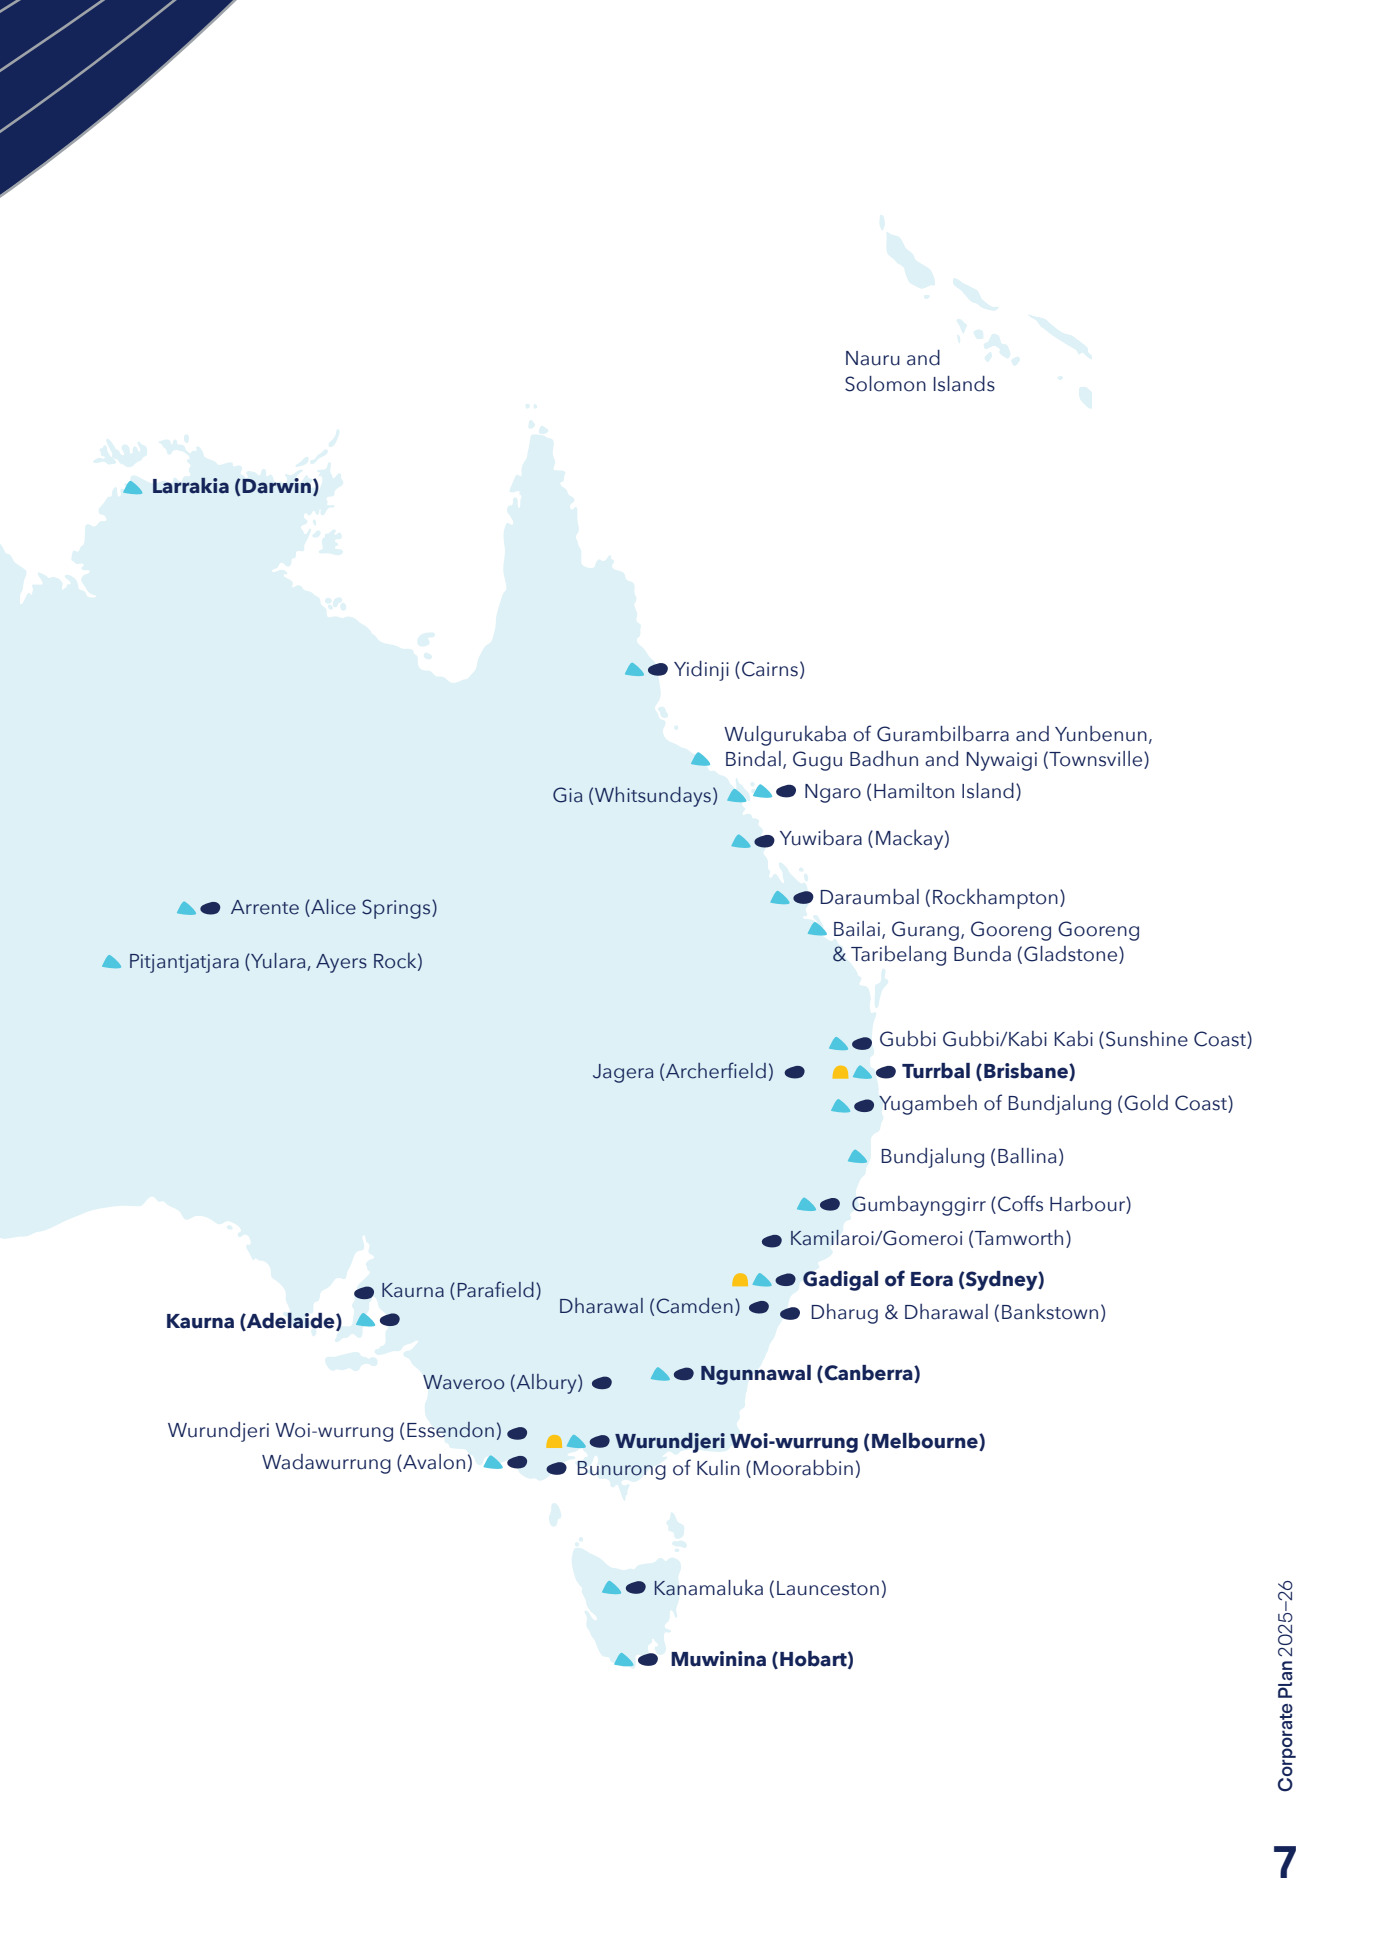 Nauru and
Solomon Islands
Larrakia (Darwin)
Yidinji (Cairns)
Wulgurukaba of Gurambilbarra and Yunbenun,
Bindal, Gugu Badhun and Nywaigi (Townsville)
Gia (Whitsundays)
Ngaro (Hamilton Island)
Yuwibara (Mackay)
Daraumbal (Rockhampton)
Arrente (Alice Springs)
Bailai, Gurang, Gooreng Gooreng
& Taribelang Bunda (Gladstone)
Pitjantjatjara (Yulara, Ayers Rock)
Gubbi Gubbi/Kabi Kabi (Sunshine Coast)
Jagera (Archerfield)
Turrbal (Brisbane)
Yugambeh of Bundjalung (Gold Coast)
Bundjalung (Ballina)
Gumbaynggirr (Coffs Harbour)
Kamilaroi/Gomeroi (Tamworth)
Gadigal of Eora (Sydney)
Kaurna (Parafield)
Dharawal (Camden)
Dharug & Dharawal (Bankstown)
Kaurna (Adelaide)
Ngunnawal (Canberra)
Waveroo (Albury)
Wurundjeri Woi-wurrung (Essendon)
Wurundjeri Woi-wurrung (Melbourne)
Wadawurrung (Avalon)
Bunurong of Kulin (Moorabbin)
Kanamaluka (Launceston)
Muwinina (Hobart)
Corporate Plan 2025–26
7